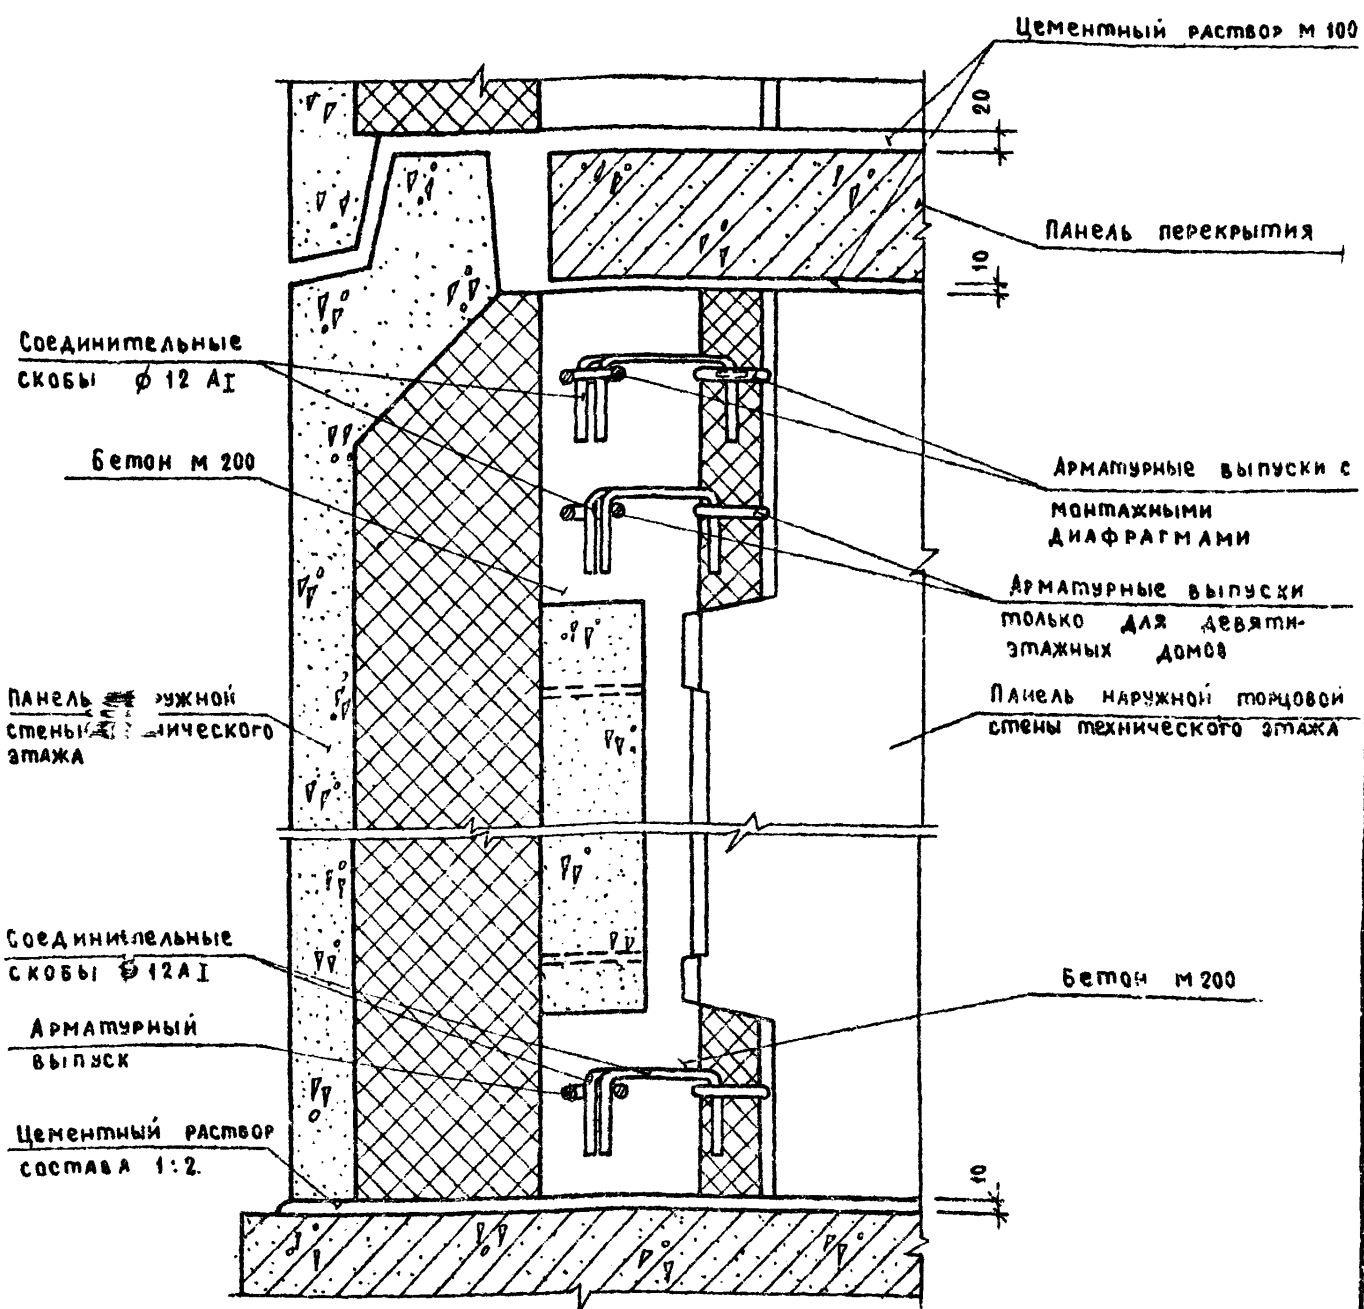 Цементный раствор М 100
20
Панель перекрытия
10
Соединительные
скобы ϕ 12 АI
Бетон М 200
Арматурные выпуски с
монтажными
диафрагмами
Арматурные выпуски
только для девяти-
этажных домов
Панель
стены
этажа
Панель наружной торцовой
стены технического этажа
Соединительные
скобы ϕ 12АI
Бетон М 200
Арматурный
выпуск
Цементный раствор
состава 1:2.
10